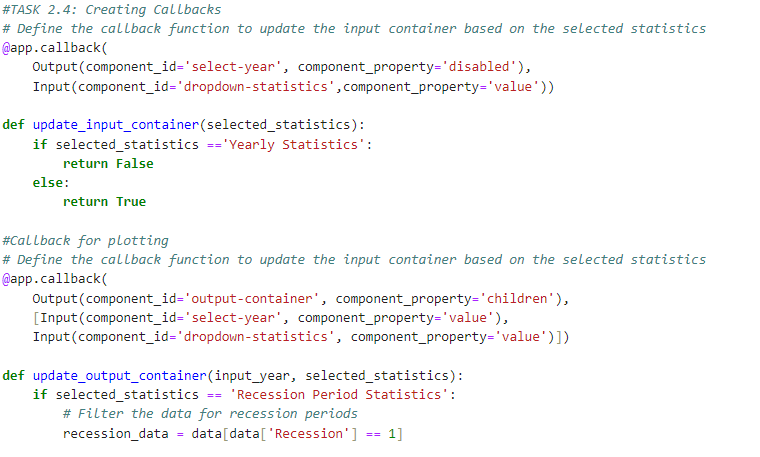 #TASK 2.4: Creating Callbacks
# Define the callback function to update the input container based on the selected statistics
@app.callback(
    Output(component_id='select-year', component_property='disabled'),
    Input(component_id='dropdown-statistics',component_property='value'))

def update_input_container(selected_statistics):
    if selected_statistics =='Yearly Statistics':
        return False
    else:
        return True

#Callback for plotting
# Define the callback function to update the input container based on the selected statistics
@app.callback(
    Output(component_id='output-container', component_property='children'),
    [Input(component_id='select-year', component_property='value'),
    Input(component_id='dropdown-statistics', component_property='value')])

def update_output_container(input_year, selected_statistics):
    if selected_statistics == 'Recession Period Statistics':
        # Filter the data for recession periods
        recession_data = data[data['Recession'] == 1]